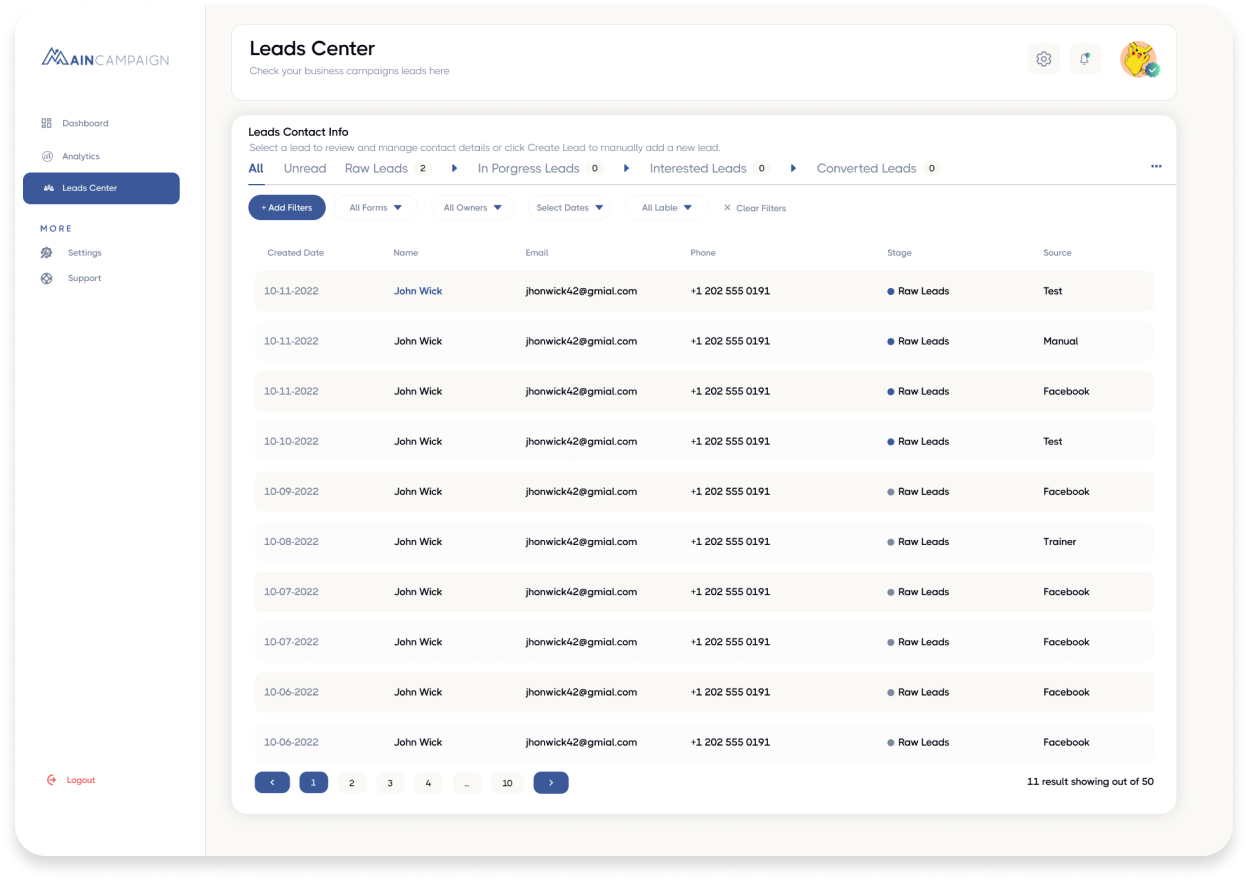 MAINCAMPAIGN
Dashboard
Analytics
Leads Center
MORE
Settings
Support
Logout
Leads Center
Check your business campaigns leads here
Leads Contact Info
Select a lead to review and manage contact details or click Create Lead to manually add a new lead.
All Unread Raw Leads 2 In Porgress Leads 0 Interested Leads 0 Converted Leads 0
+ Add Filters All Forms All Owners Select Dates All Lable × Clear Filters
Created Date Name Email Phone Stage Source
10-11-2022 John Wick jhonwick42@gmial.com +1 202 555 0191 Raw Leads Test
10-11-2022 John Wick jhonwick42@gmial.com +1 202 555 0191 Raw Leads Manual
10-11-2022 John Wick jhonwick42@gmial.com +1 202 555 0191 Raw Leads Facebook
10-10-2022 John Wick jhonwick42@gmial.com +1 202 555 0191 Raw Leads Test
10-09-2022 John Wick jhonwick42@gmial.com +1 202 555 0191 Raw Leads Facebook
10-08-2022 John Wick jhonwick42@gmial.com +1 202 555 0191 Raw Leads Trainer
10-07-2022 John Wick jhonwick42@gmial.com +1 202 555 0191 Raw Leads Facebook
10-07-2022 John Wick jhonwick42@gmial.com +1 202 555 0191 Raw Leads Facebook
10-06-2022 John Wick jhonwick42@gmial.com +1 202 555 0191 Raw Leads Facebook
10-06-2022 John Wick jhonwick42@gmial.com +1 202 555 0191 Raw Leads Facebook
< 1 2 3 4 ... 10 > 11 result showing out of 50